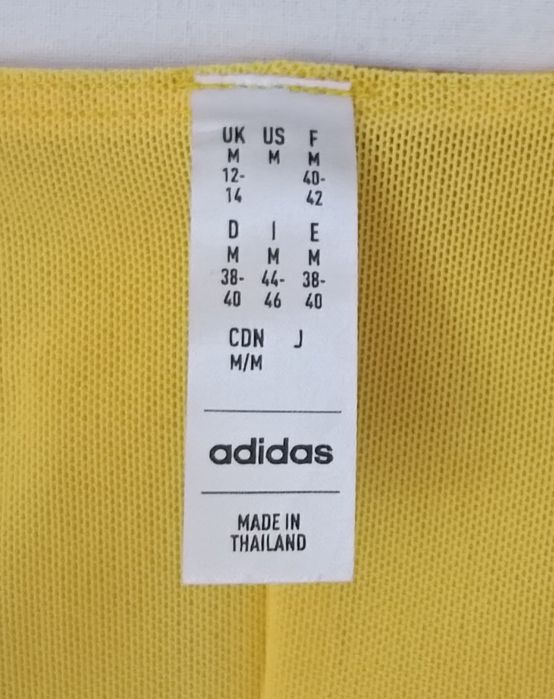 UK US F
M M M
12- 40-
14 42
D I E
M M M
38- 44- 38-
40 46 40
CDN J
M/M
adidas
MADE IN
THAILAND